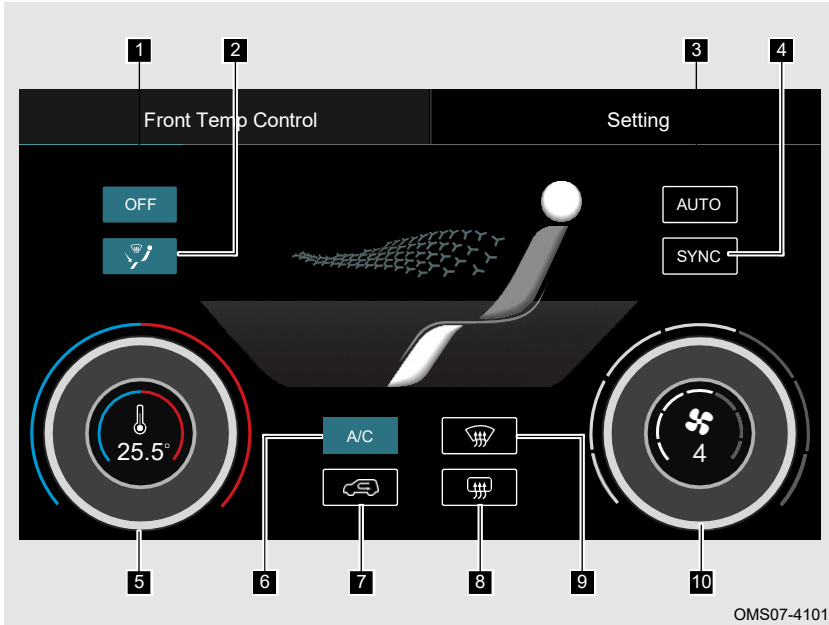 1 2 3 4
Front Temp Control Setting
OFF AUTO
SYNC
25.5° 4
A/C
5 6 7 8 9 10
OMS07-4101